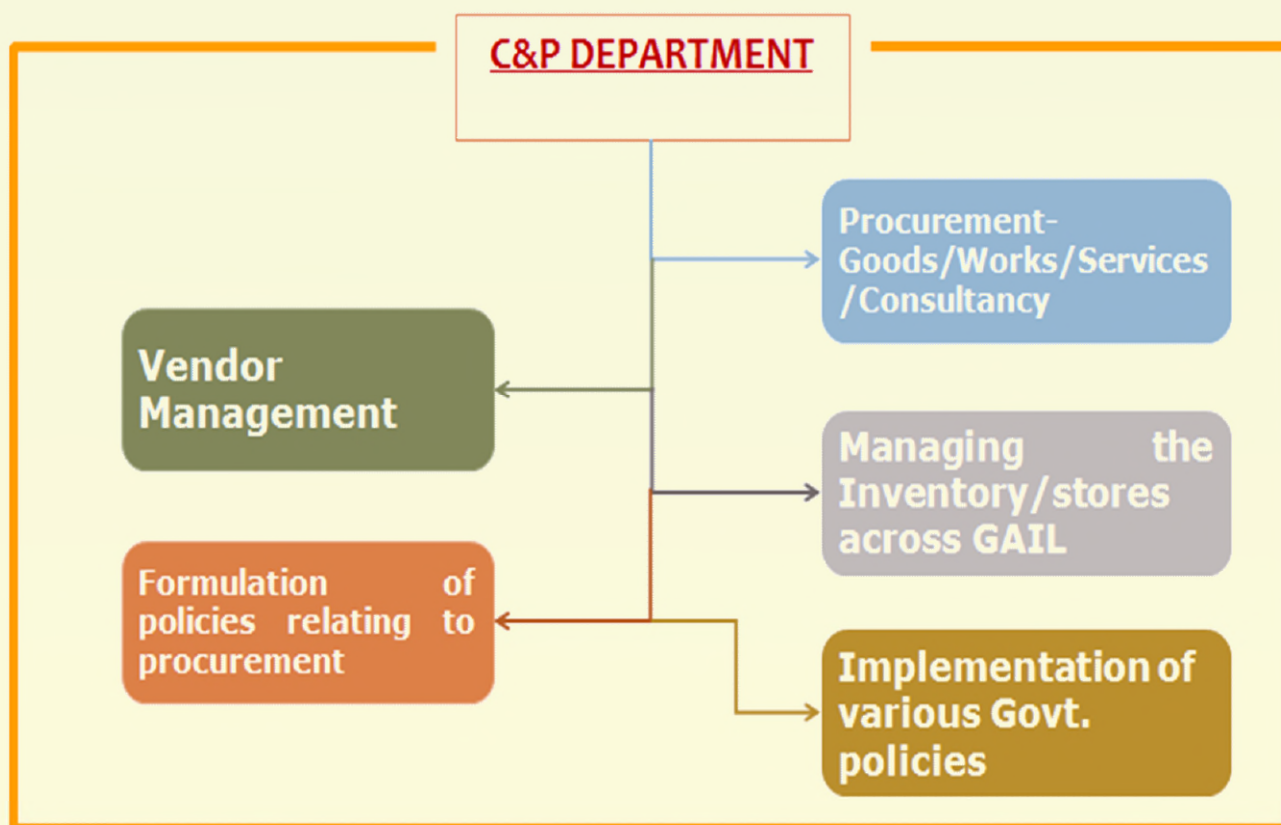 C&P DEPARTMENT
Procurement-
Goods/Works/Services
/Consultancy
Vendor
Management
Managing the
Inventory/stores
across GAIL
Formulation of
policies relating to
procurement
Implementation of
various Govt.
policies